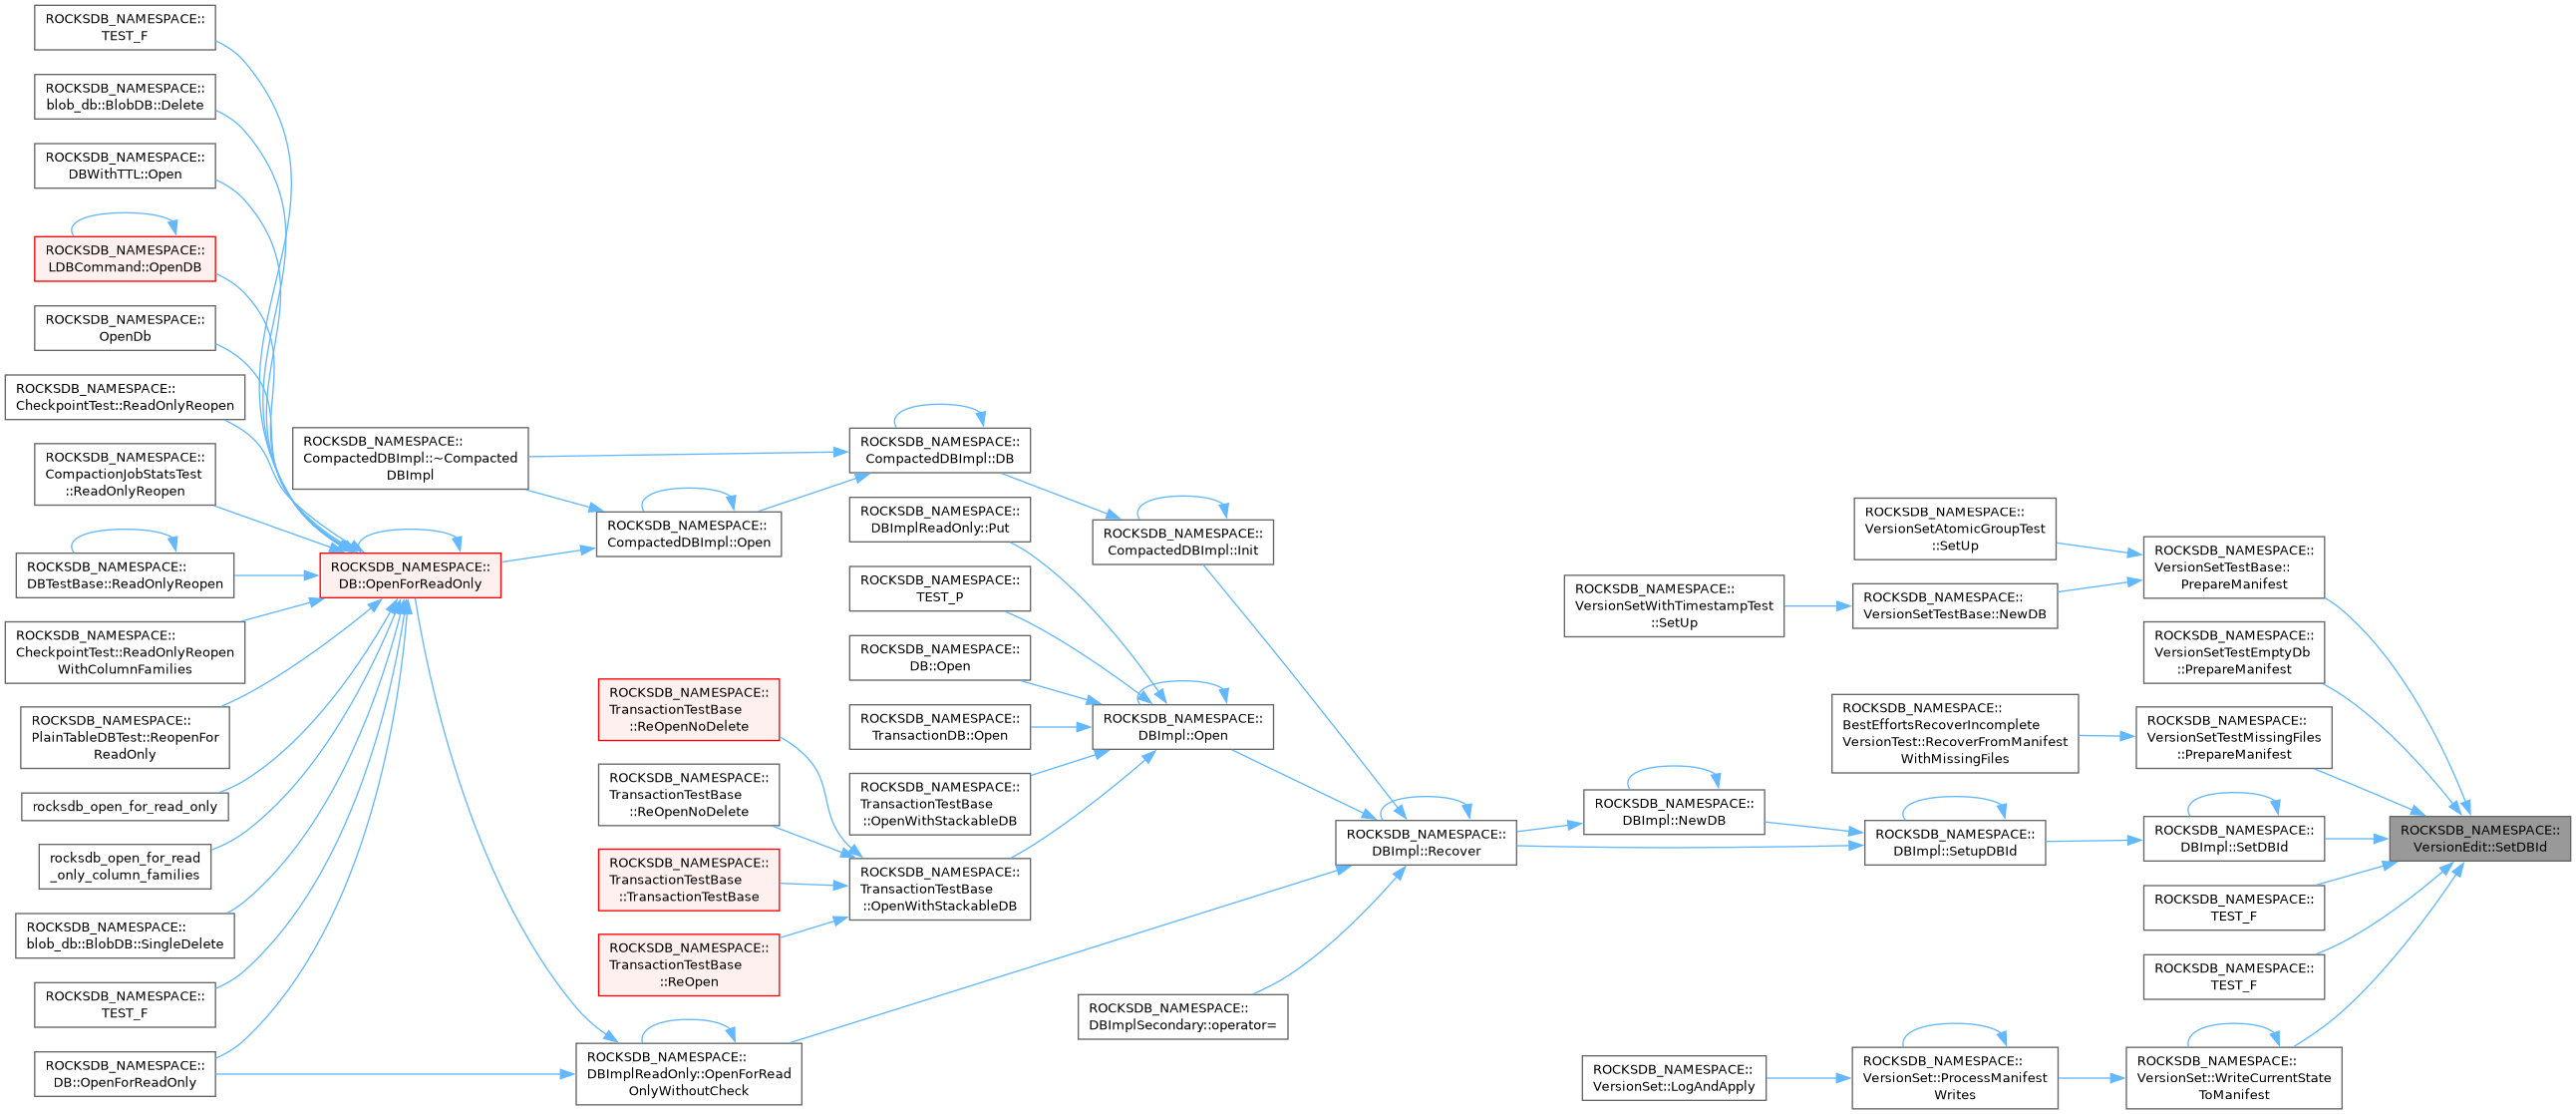 ROCKSDB_NAMESPACE::
TEST_F
ROCKSDB_NAMESPACE::
blob_db::BlobDB::Delete
ROCKSDB_NAMESPACE::
DBWithTTL::Open
ROCKSDB_NAMESPACE::
LDBCommand::OpenDB
ROCKSDB_NAMESPACE::
OpenDb
ROCKSDB_NAMESPACE::
CheckpointTest::ReadOnlyReopen
ROCKSDB_NAMESPACE::
CompactionJobStatsTest
::ReadOnlyReopen
ROCKSDB_NAMESPACE::
DBTestBase::ReadOnlyReopen
ROCKSDB_NAMESPACE::
CheckpointTest::ReadOnlyReopen
WithColumnFamilies
ROCKSDB_NAMESPACE::
PlainTableDBTest::ReopenFor
ReadOnly
rocksdb_open_for_read_only
rocksdb_open_for_read
_only_column_families
ROCKSDB_NAMESPACE::
blob_db::BlobDB::SingleDelete
ROCKSDB_NAMESPACE::
TEST_F
ROCKSDB_NAMESPACE::
DB::OpenForReadOnly
ROCKSDB_NAMESPACE::
CompactedDBImpl::~Compacted
DBImpl
ROCKSDB_NAMESPACE::
DB::OpenForReadOnly
ROCKSDB_NAMESPACE::
CompactedDBImpl::Open
ROCKSDB_NAMESPACE::
TransactionTestBase
::ReOpenNoDelete
ROCKSDB_NAMESPACE::
TransactionTestBase
::ReOpenNoDelete
ROCKSDB_NAMESPACE::
TransactionTestBase
::TransactionTestBase
ROCKSDB_NAMESPACE::
TransactionTestBase
::ReOpen
ROCKSDB_NAMESPACE::
DBImplReadOnly::OpenForRead
OnlyWithoutCheck
ROCKSDB_NAMESPACE::
CompactedDBImpl::DB
ROCKSDB_NAMESPACE::
DBImplReadOnly::Put
ROCKSDB_NAMESPACE::
TEST_P
ROCKSDB_NAMESPACE::
DB::Open
ROCKSDB_NAMESPACE::
TransactionDB::Open
ROCKSDB_NAMESPACE::
TransactionTestBase
::OpenWithStackableDB
ROCKSDB_NAMESPACE::
TransactionTestBase
::OpenWithStackableDB
ROCKSDB_NAMESPACE::
CompactedDBImpl::Init
ROCKSDB_NAMESPACE::
DBImpl::Open
ROCKSDB_NAMESPACE::
DBImplSecondary::operator=
ROCKSDB_NAMESPACE::
DBImpl::Recover
ROCKSDB_NAMESPACE::
VersionSetWithTimestampTest
::SetUp
ROCKSDB_NAMESPACE::
DBImpl::NewDB
ROCKSDB_NAMESPACE::
VersionSet::LogAndApply
ROCKSDB_NAMESPACE::
VersionSetAtomicGroupTest
::SetUp
ROCKSDB_NAMESPACE::
VersionSetTestBase::NewDB
ROCKSDB_NAMESPACE::
BestEffortsRecoverIncomplete
VersionTest::RecoverFromManifest
WithMissingFiles
ROCKSDB_NAMESPACE::
DBImpl::SetupDBId
ROCKSDB_NAMESPACE::
VersionSet::ProcessManifest
Writes
ROCKSDB_NAMESPACE::
VersionSetTestBase::
PrepareManifest
ROCKSDB_NAMESPACE::
VersionSetTestEmptyDb
::PrepareManifest
ROCKSDB_NAMESPACE::
VersionSetTestMissingFiles
::PrepareManifest
ROCKSDB_NAMESPACE::
DBImpl::SetDBId
ROCKSDB_NAMESPACE::
TEST_F
ROCKSDB_NAMESPACE::
TEST_F
ROCKSDB_NAMESPACE::
VersionSet::WriteCurrentState
ToManifest
ROCKSDB_NAMESPACE::
VersionEdit::SetDBId